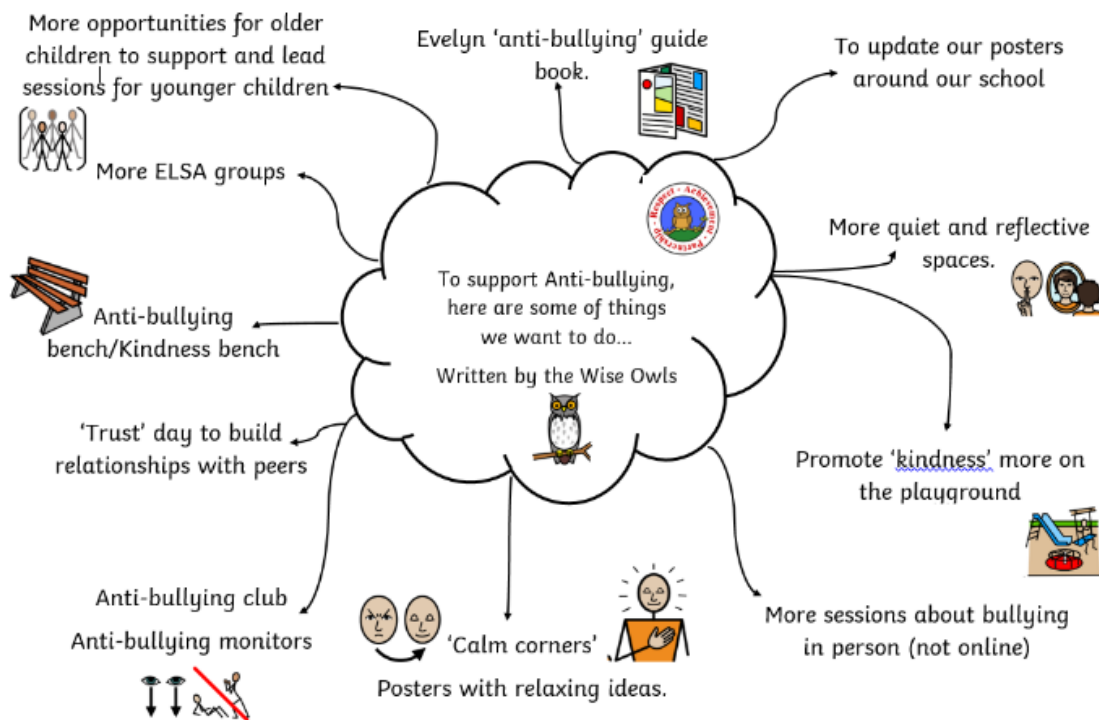 More opportunities for older
children to support and lead
sessions for younger children
Evelyn ‘anti-bullying’ guide
book.
To update our posters
around our school
More ELSA groups
Respect - Achievement - Partnership -
More quiet and reflective
spaces.
To support Anti-bullying,
here are some of things
we want to do...
Written by the Wise Owls
Anti-bullying
bench/Kindness bench
‘Trust’ day to build
relationships with peers
Promote ‘kindness’ more on
the playground
Anti-bullying club
Anti-bullying monitors
‘Calm corners’
Posters with relaxing ideas.
More sessions about bullying
in person (not online)